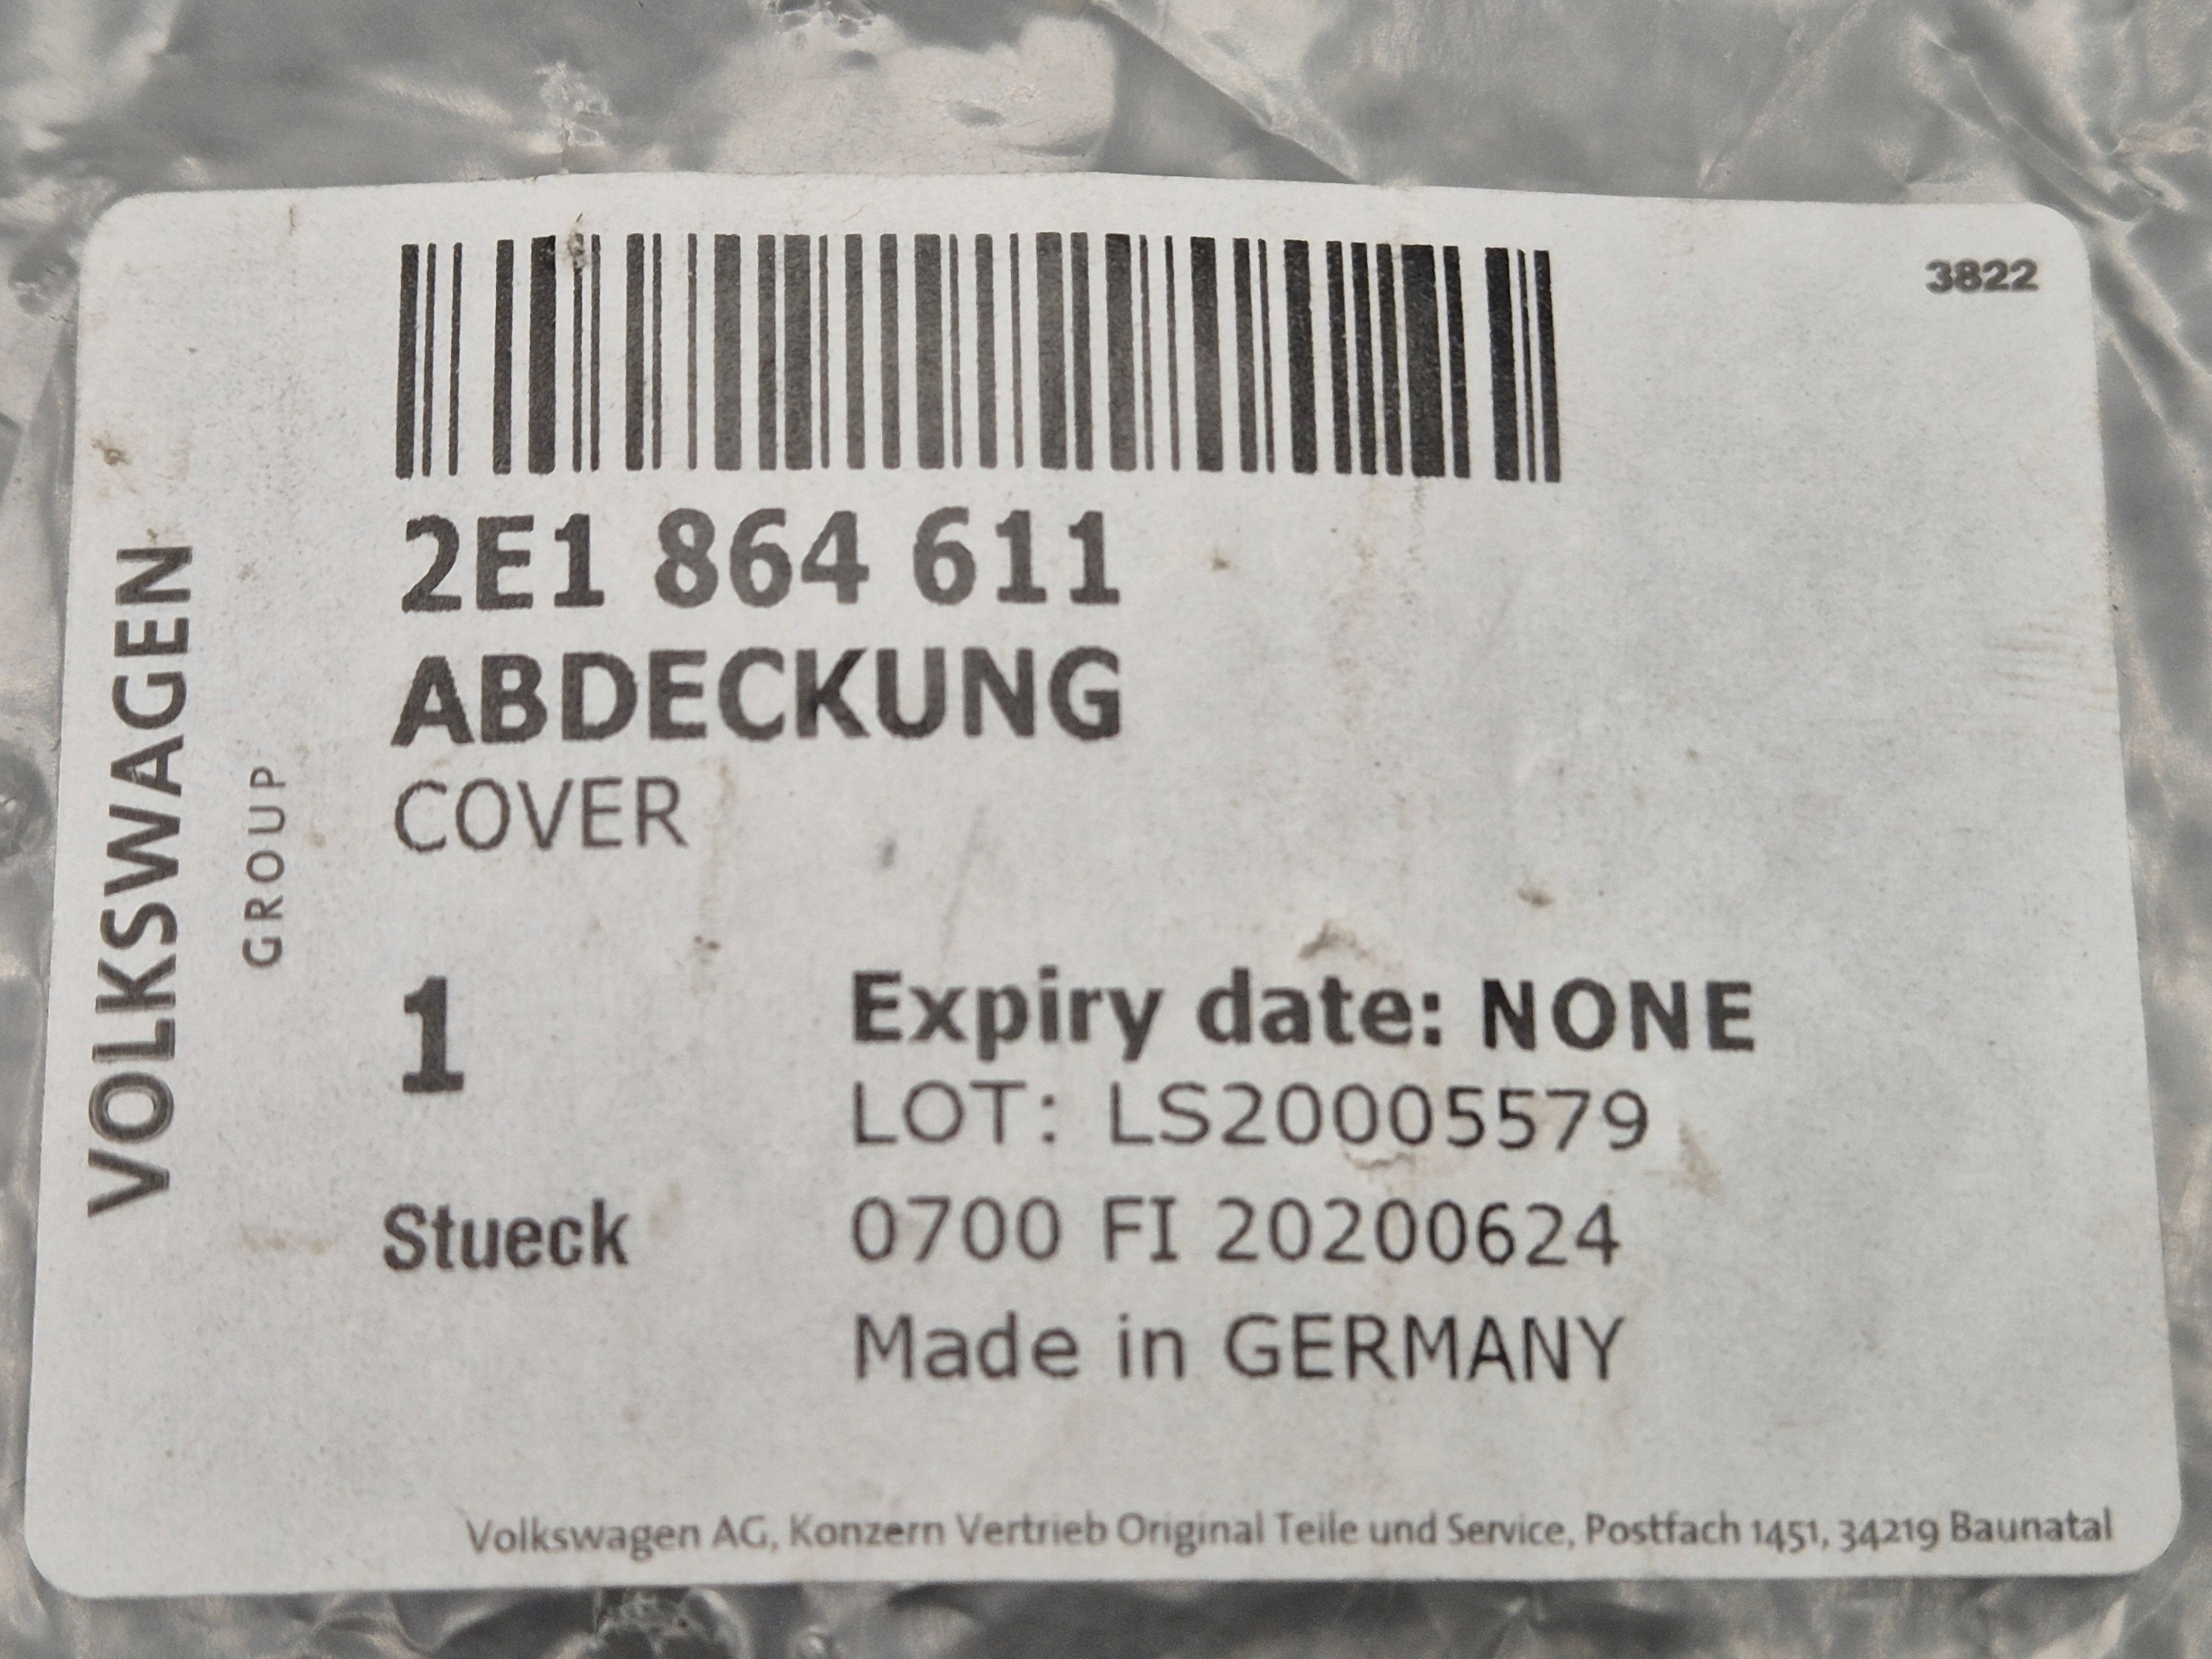 3822
2E1 864 611
ABDECKUNG
COVER
VOLKSWAGEN
GROUP
1
Stueck
Expiry date: NONE
LOT: LS20005579
0700 FI 20200624
Made in GERMANY
Volkswagen AG, Konzern Vertrieb Original Teile und Service, Postfach 1451, 34219 Baunatal